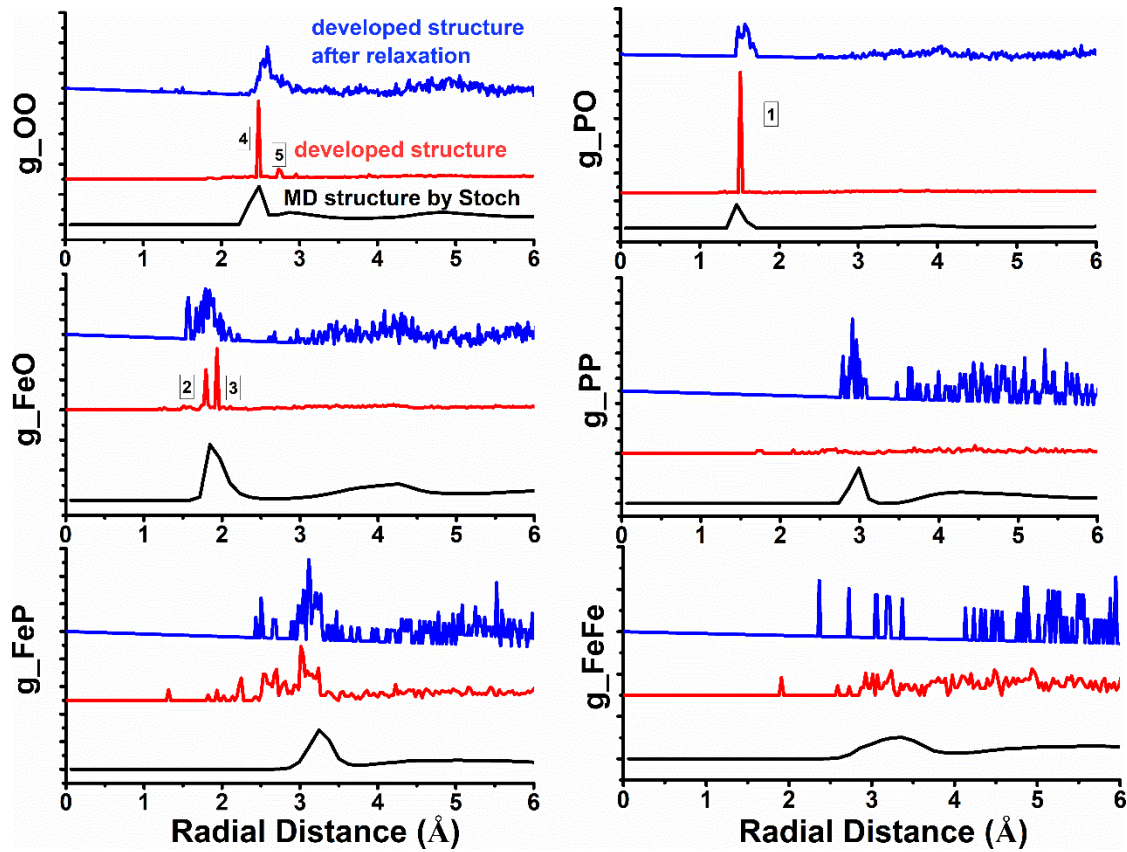 developed structure
after relaxation
g_OO
4
5
developed structure
MD structure by Stoch
0 1 2 3 4 5 6
g_PO
1
0 1 2 3 4 5 6
g_FeO
2
3
0 1 2 3 4 5 6
g_PP
0 1 2 3 4 5 6
g_FeP
0 1 2 3 4 5 6
Radial Distance (Å)
g_FeFe
0 1 2 3 4 5 6
Radial Distance (Å)